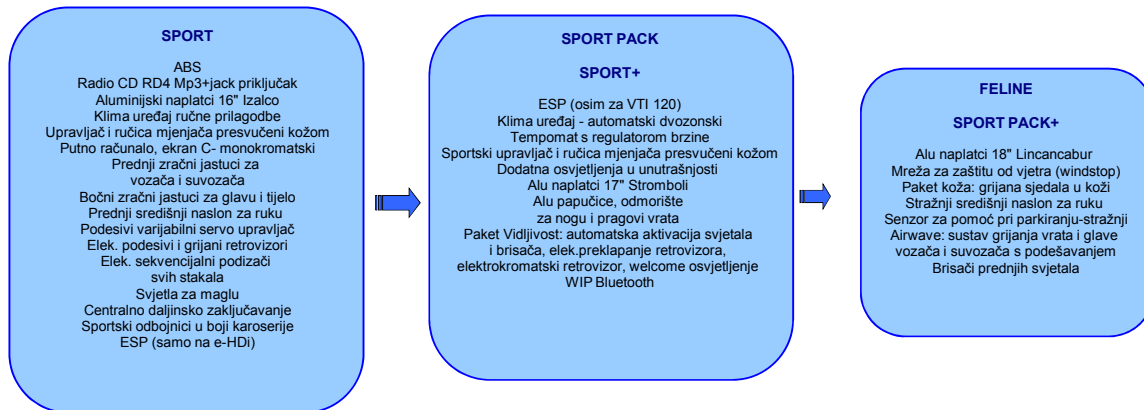 SPORT
ABS
Radio CD RD4 Mp3+jack priključak
Aluminijski naplatci 16" Izalco
Klima uređaj ručne prilagodbe
Upravljač i ručica mjenjača presvučeni kožom
Putno računalo, ekran C- monokromatski
Prednji zračni jastuci za
vozača i suvozača
Bočni zračni jastuci za glavu i tijelo
Prednji središnji naslon za ruku
Podesivi varijabilni servo upravljač
Elek. podesivi i grijani retrovizori
Elek. sekvencijalni podizači
svih stakala
Svjetla za maglu
Centralno daljinsko zaključavanje
Sportski odbojnici u boji karoserije
ESP (samo na e-HDi)
SPORT PACK
SPORT+
ESP (osim za VTI 120)
Klima uređaj - automatski dvozonski
Tempomat s regulatorom brzine
Sportski upravljač i ručica mjenjača presvučeni kožom
Dodatna osvjetljenja u unutrašnjosti
Alu naplatci 17" Stromboli
Alu papučice, odmorište
za nogu i pragovi vrata
Paket Vidljivost: automatska aktivacija svjetala
i brisača, elek.preklapanje retrovizora,
elektrokromatski retrovizor, welcome osvjetljenje
WIP Bluetooth
FELINE
SPORT PACK+
Alu naplatci 18" Lincancabur
Mreža za zaštitu od vjetra (windstop)
Paket koža: grijana sjedala u koži
Stražnji središnji naslon za ruku
Senzor za pomoć pri parkiranju-stražnji
Airwave: sustav grijanja vrata i glave
vozača i suvozača s podešavanjem
Brisači prednjih svjetala